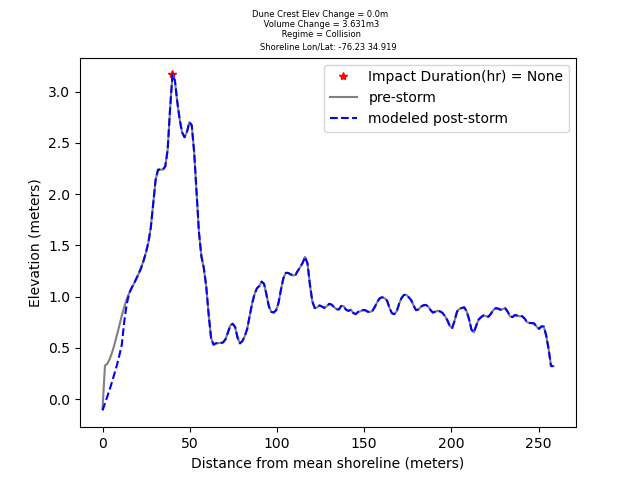 Dune Crest Elev Change = 0.0m
Volume Change = 3.631m3
Regime = Collision
Shoreline Lon/Lat: -76.23 34.919
Impact Duration(hr) = None
pre-storm
modeled post-storm
3.0
2.5
2.0
1.5
1.0
0.5
0.0
Elevation (meters)
0 50 100 150 200 250
Distance from mean shoreline (meters)